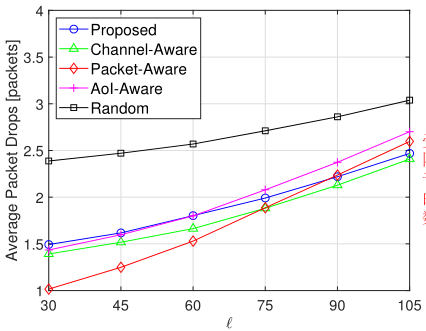 4
3.5
3
2.5
2
1.5
1
Average Packet Drops [packets]
Proposed
Channel-Aware
Packet-Aware
AoI-Aware
Random
30 45 60 75 90 105
ℓ